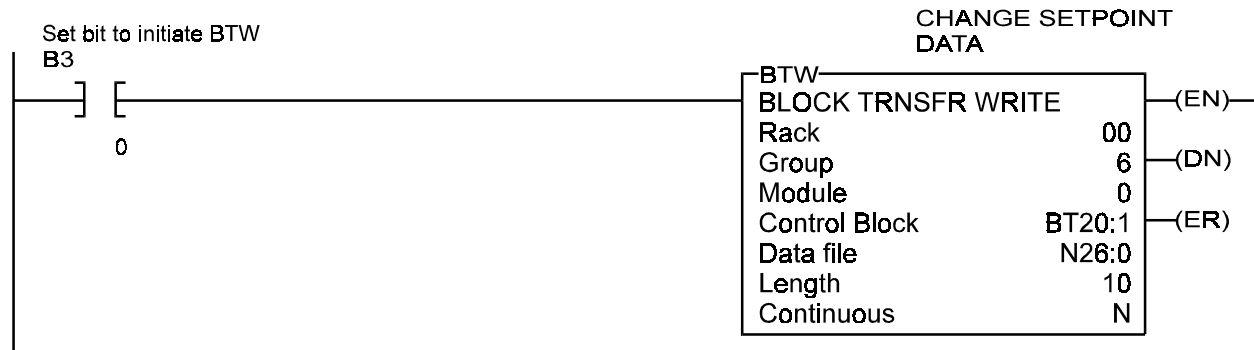 CHANGE SETPOINT
DATA
Set bit to initiate BTW
B3
0
BTW
BLOCK TRNSFR WRITE
Rack 00
Group 6
Module 0
Control Block BT20:1
Data file N26:0
Length 10
Continuous N
(EN)
(DN)
(ER)